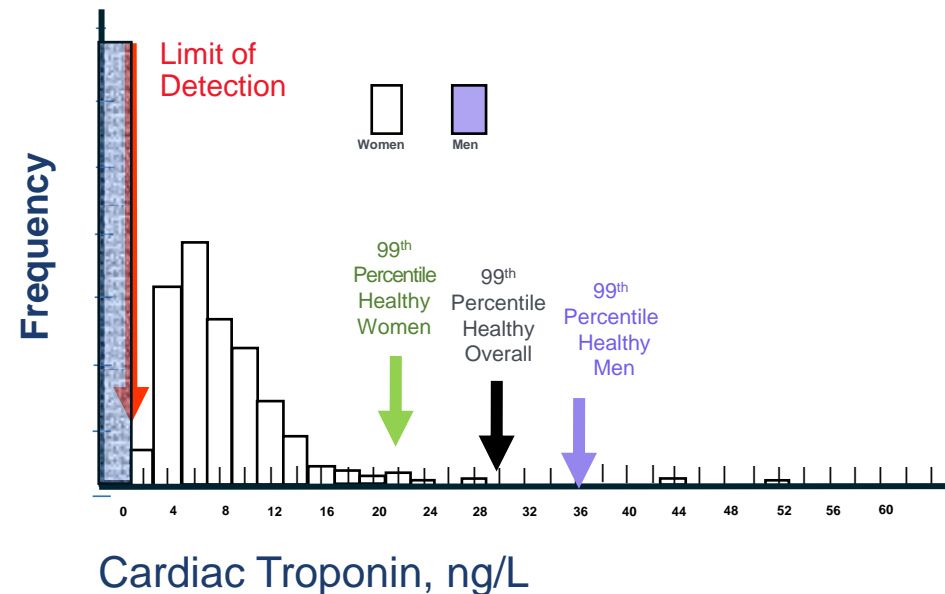 Limit of
Detection
Women
Men
Frequency
99th
Percentile
Healthy
Women
99th
Percentile
Healthy
Overall
99th
Percentile
Healthy
Men
0 4 8 12 16 20 24 28 32 36 40 44 48 52 56 60
Cardiac Troponin, ng/L